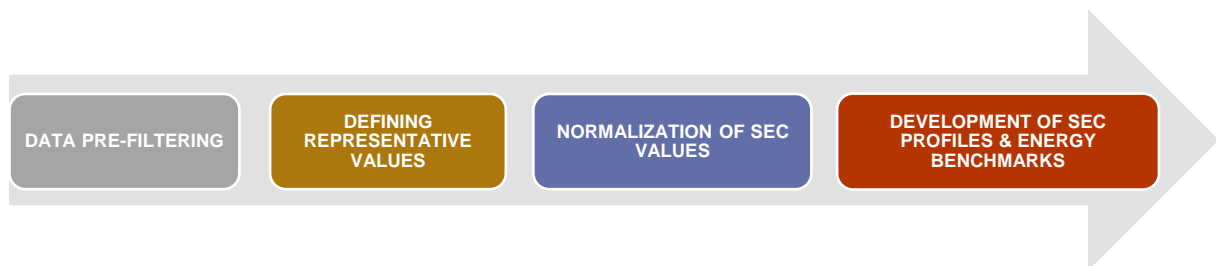 DATA PRE-FILTERING
DEFINING
REPRESENTATIVE
VALUES
NORMALIZATION OF SEC
VALUES
DEVELOPMENT OF SEC
PROFILES & ENERGY
BENCHMARKS